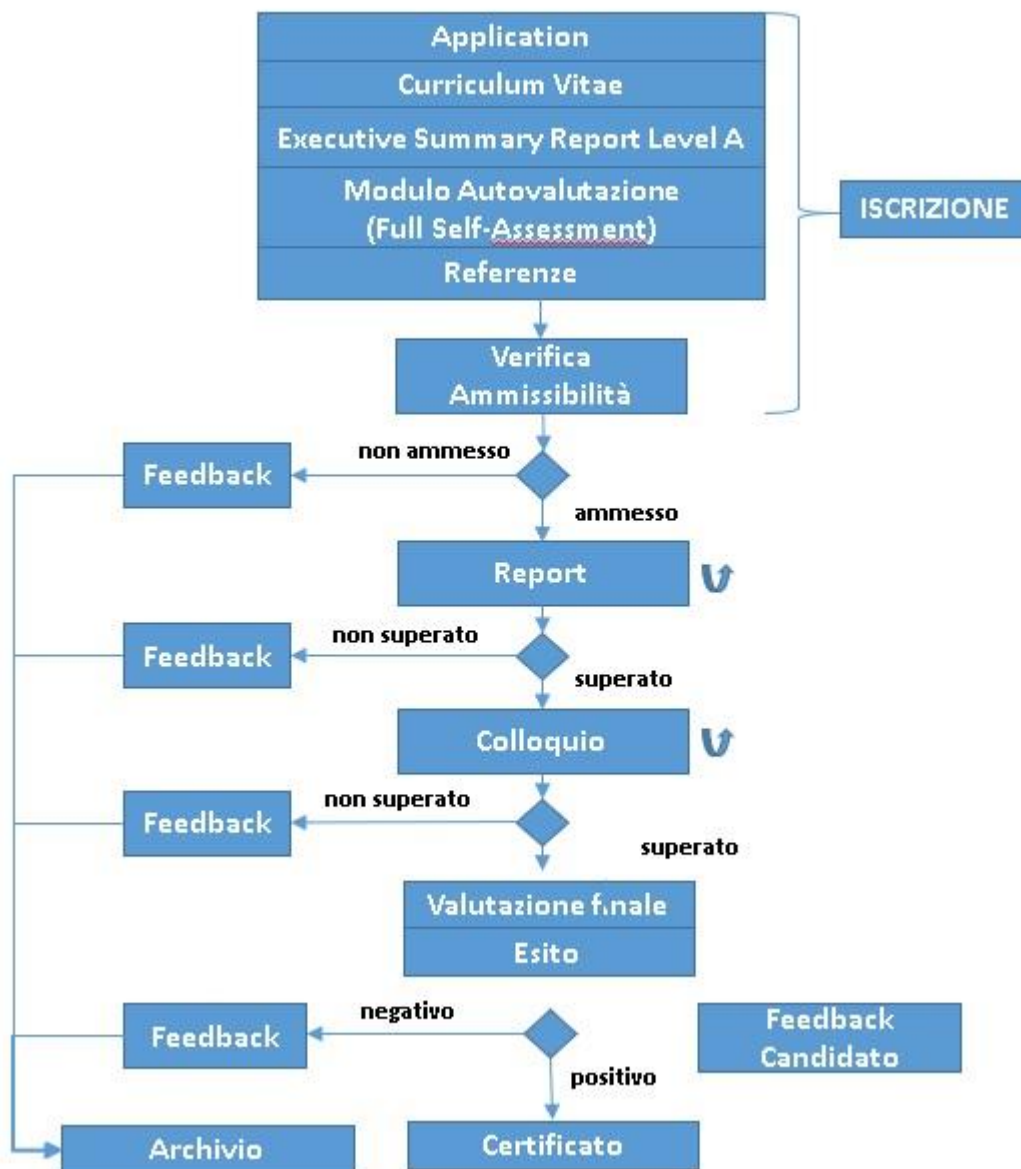 Application
Curriculum Vitae
Executive Summary Report Level A
Modulo Autovalutazione
(Full Self-Assessment)
Referenze
ISCRIZIONE
Verifica
Ammissibilità
non ammesso
Feedback
ammesso
Report
non superato
Feedback
superato
Colloquio
non superato
Feedback
superato
Valutazione finale
Esito
negativo
Feedback
Feedback
Candidato
positivo
Archivio
Certificato